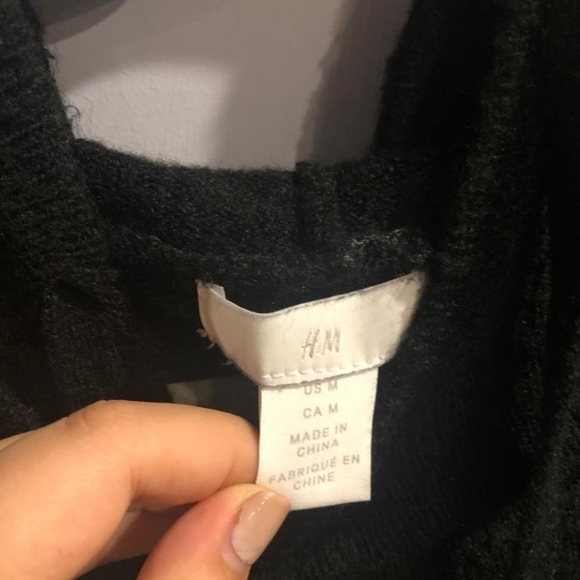 H&M
US M
CA M
MADE IN
CHINA
FABRIQUÉ EN
CHINE